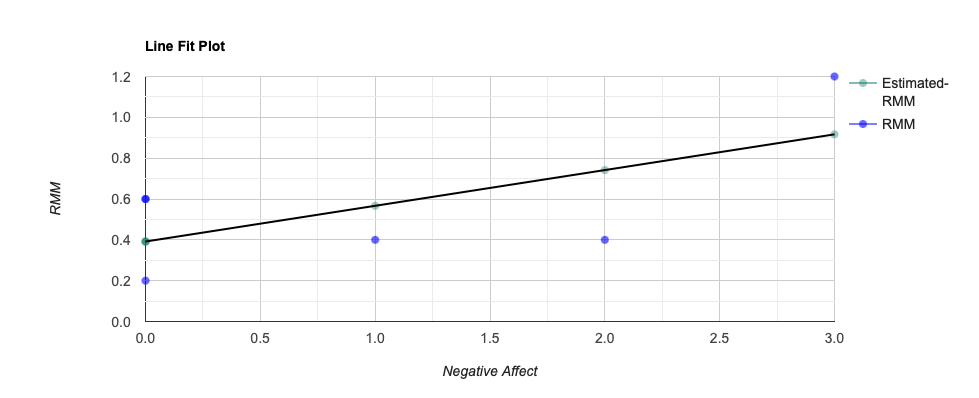 Line Fit Plot
1.2
1.0
0.8
0.6
0.4
0.2
0.0
RMM
0.0 0.5 1.0 1.5 2.0 2.5 3.0
Negative Affect
Estimated-
RMM
RMM